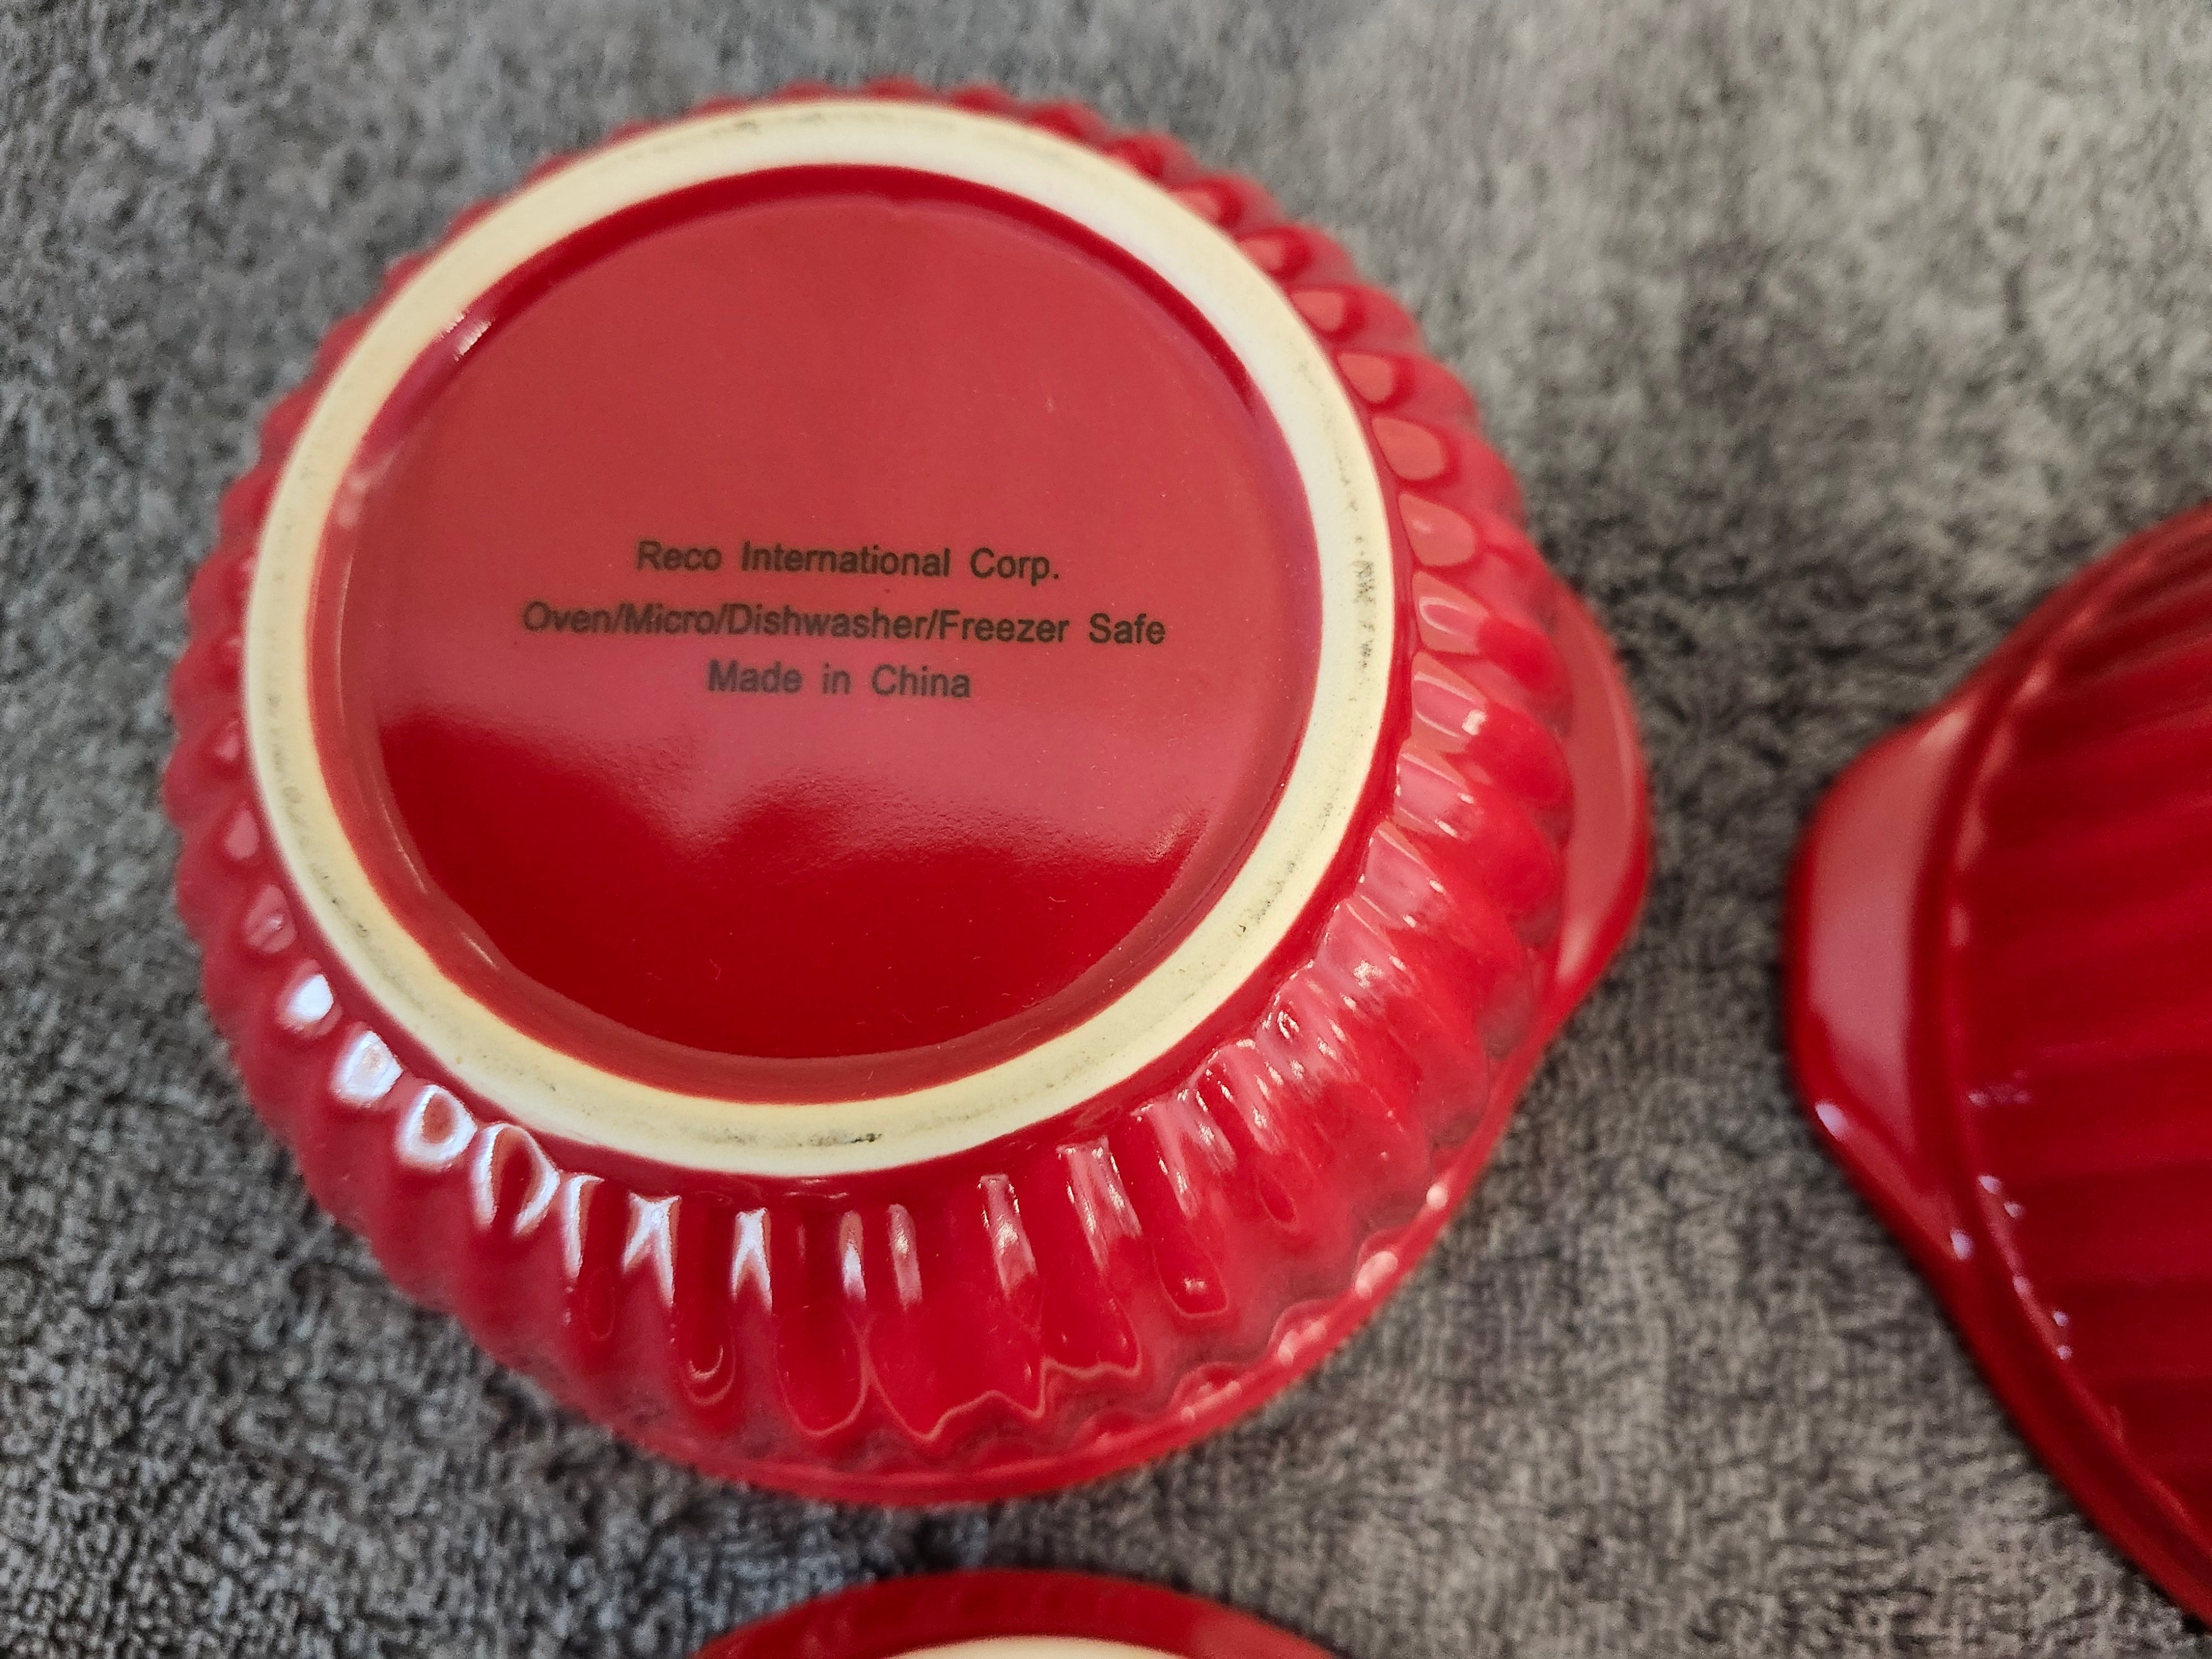 Reco International Corp.
Oven/Micro/Dishwasher/Freezer Safe
Made in China